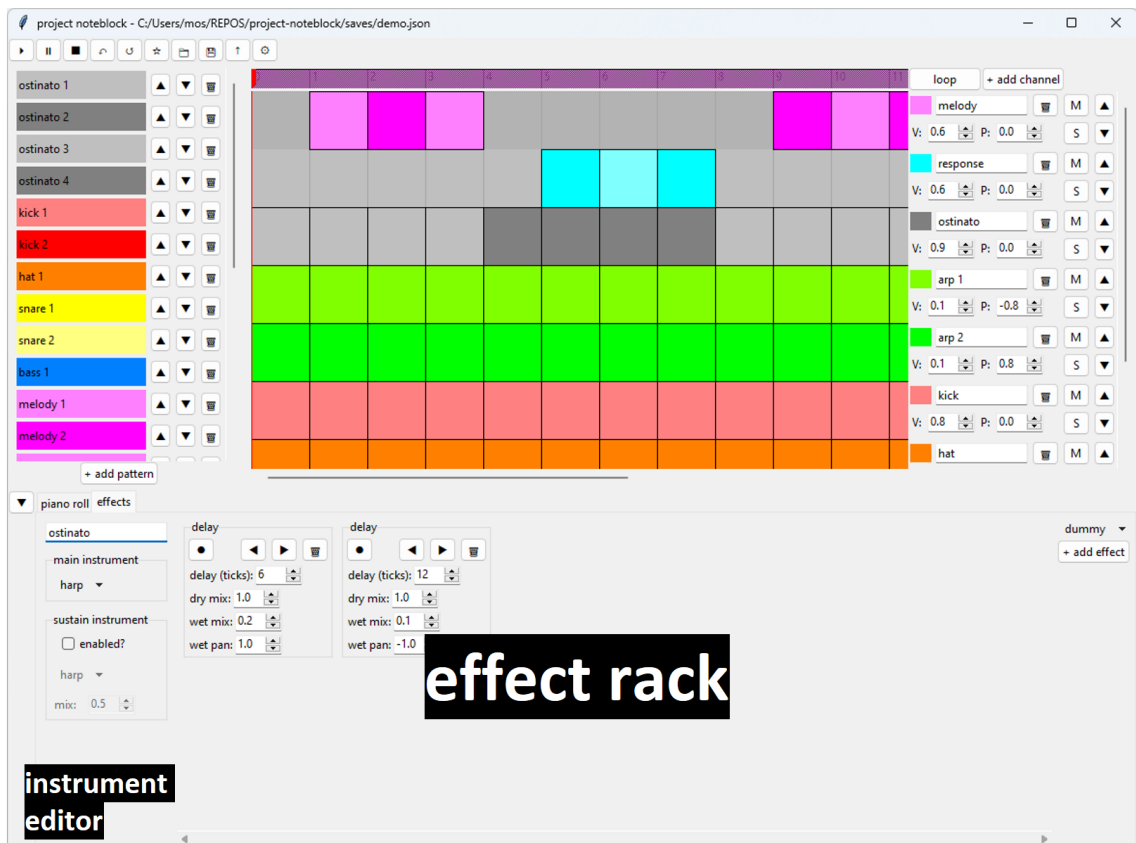 project noteblock - C:/Users/mos/REPOS/project-noteblock/saves/demo.json
ostinato 1
ostinato 2
ostinato 3
ostinato 4
kick 1
kick 2
hat 1
snare 1
snare 2
bass 1
melody 1
melody 2
+ add pattern
0 1 2 3 4 5 6 7 8 9 10 11
loop + add channel
melody M
V: 0.6 P: 0.0 S
response M
V: 0.6 P: 0.0 S
ostinato M
V: 0.9 P: 0.0 S
arp 1 M
V: 0.1 P: -0.8 S
arp 2 M
V: 0.1 P: 0.8 S
kick M
V: 0.8 P: 0.0 S
hat M
piano roll effects
ostinato
main instrument
harp
sustain instrument
enabled?
harp
mix: 0.5
delay
delay (ticks): 6
dry mix: 1.0
wet mix: 0.2
wet pan: 1.0
delay
delay (ticks): 12
dry mix: 1.0
wet mix: 0.1
wet pan: -1.0
dummy
+ add effect
effect rack
instrument
editor